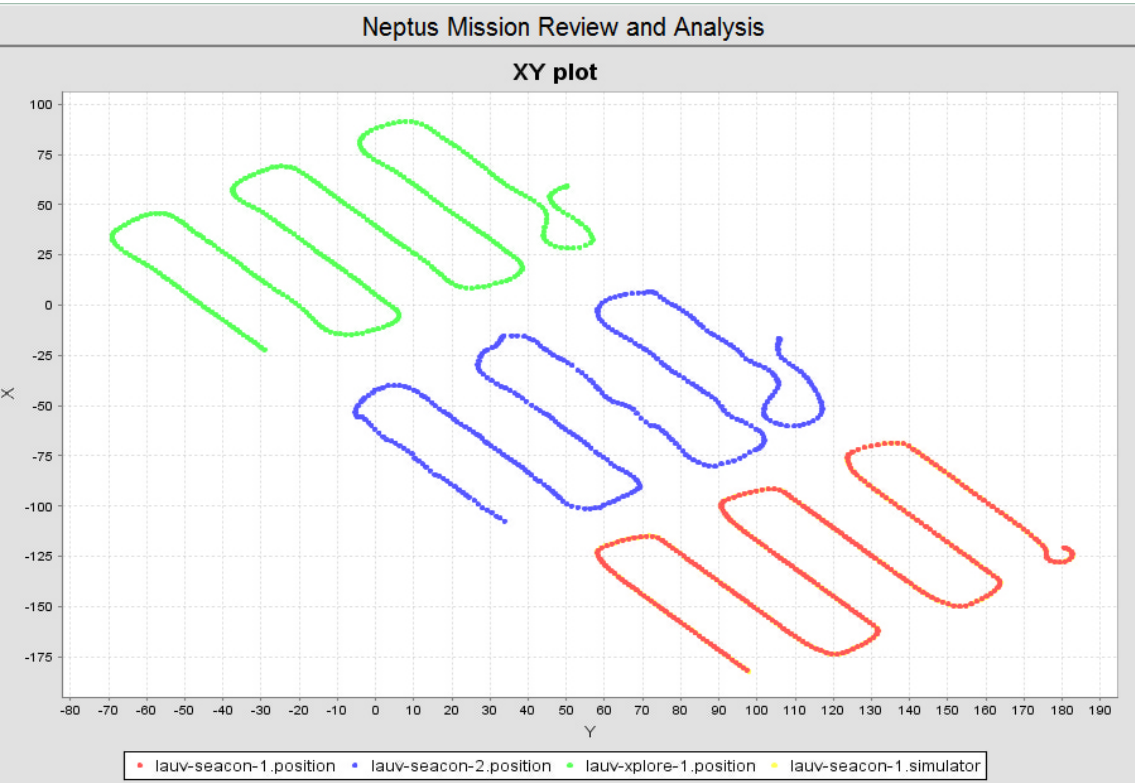 Neptus Mission Review and Analysis
XY plot
100
75
50
25
0
-25
-50
-75
-100
-125
-150
-175
X
-80 -70 -60 -50 -40 -30 -20 -10 0 10 20 30 40 50 60 70 80 90 100 110 120 130 140 150 160 170 180 190
Y
lauv-seacon-1.position lauv-seacon-2.position lauv-xplore-1.position lauv-seacon-1.simulator